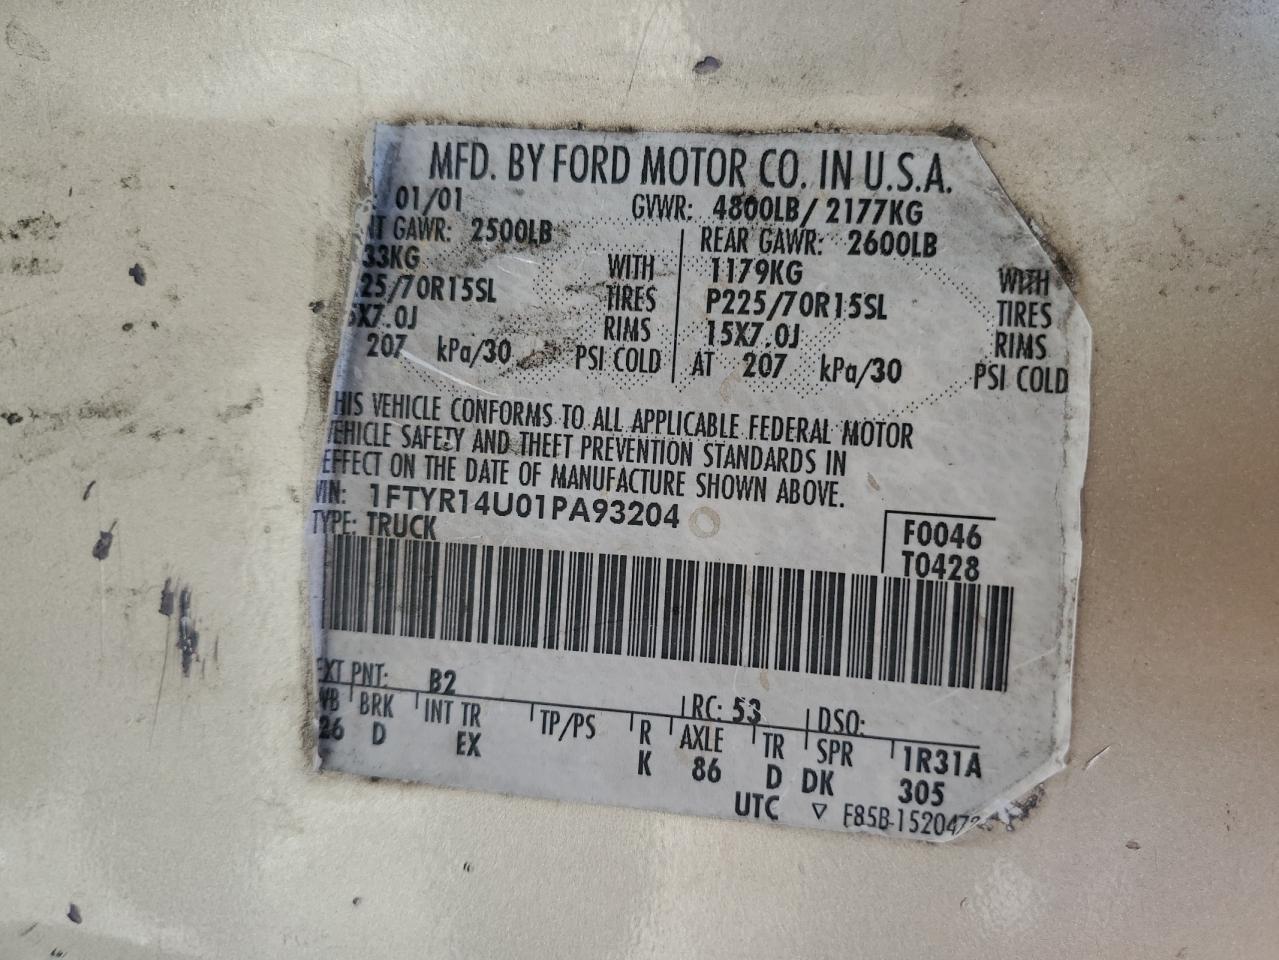 MFD. BY FORD MOTOR CO. IN U.S.A.
01/01 GVWR: 4800LB/ 2177KG
GAWR: 2500LB REAR GAWR: 2600LB
33KG WITH 1179KG WITH
25/70R15SL TIRES P225/70R15SL TIRES
X7.0J RIMS 15X7.0J RIMS
207 kPa/30 PSI COLD AT 207 kPa/30 PSI COLD
HIS VEHICLE CONFORMS TO ALL APPLICABLE FEDERAL MOTOR
EHICLE SAFETY AND THEFT PREVENTION STANDARDS IN
EFFECT ON THE DATE OF MANUFACTURE SHOWN ABOVE.
VIN: 1FTYR14U01PA93204
TYPE: TRUCK
F0046
T0428
EXT PNT: B2 RC: 53 DSO:
WB BRK INT TR TP/PS R AXLE TR SPR 1R31A
26 D EX K 86 D DK 305
UTC ▽ F85B-1520472